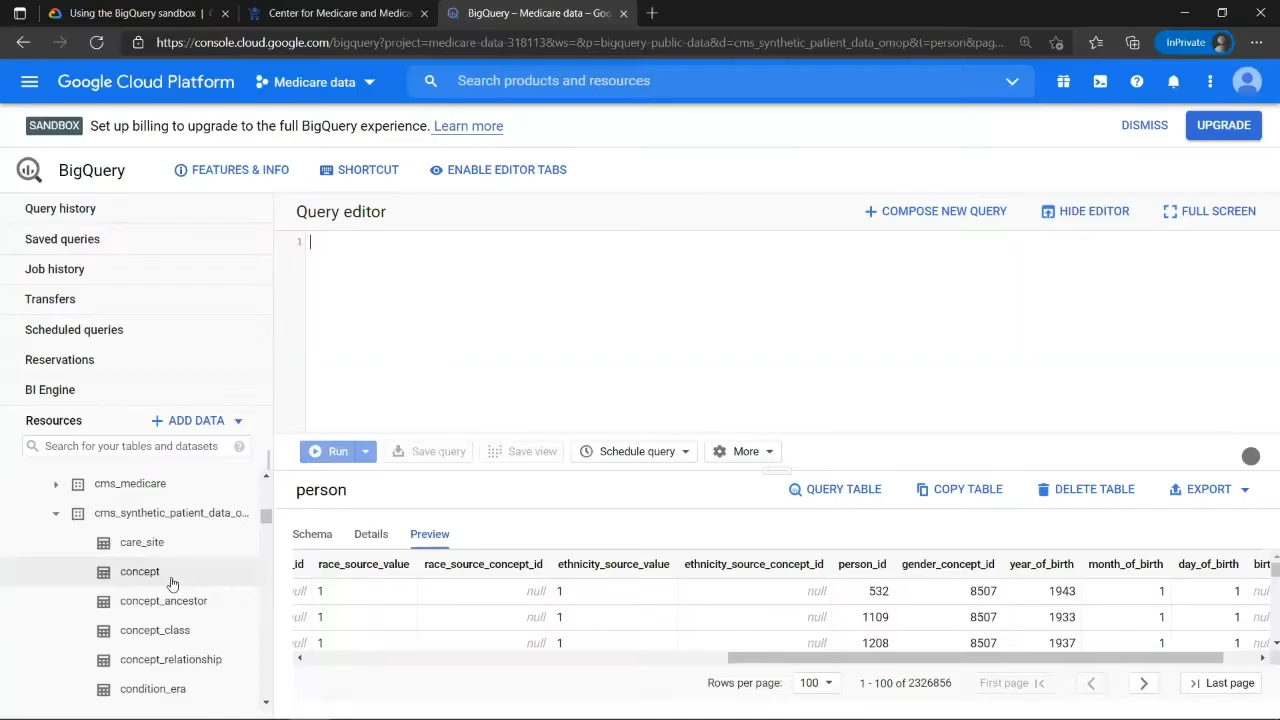 Using the BigQuery sandbox | (
Center for Medicare and Medica
BigQuery – Medicare data – Goo
https://console.cloud.google.com/bigquery?project=medicare-data-318113&ws=&p=bigquery-public-data&d=cms_synthetic_patient_data_omop&t=person&pag...
InPrivate
Google Cloud Platform
Medicare data
Search products and resources
SANDBOX Set up billing to upgrade to the full BigQuery experience. Learn more
DISMISS
UPGRADE
BigQuery
FEATURES & INFO
SHORTCUT
ENABLE EDITOR TABS
Query history
Saved queries
Job history
Transfers
Scheduled queries
Reservations
BI Engine
Resources
+ ADD DATA
Search for your tables and datasets
cms_medicare
cms_synthetic_patient_data_o...
care_site
concept
concept_ancestor
concept_class
concept_relationship
condition_era
Query editor
+ COMPOSE NEW QUERY
HIDE EDITOR
FULL SCREEN
1
Run
Save query
Save view
Schedule query
More
person
QUERY TABLE
COPY TABLE
DELETE TABLE
EXPORT
Schema Details Preview
_id race_source_value race_source_concept_id ethnicity_source_value ethnicity_source_concept_id person_id gender_concept_id year_of_birth month_of_birth day_of_birth birt
null 1 null 1 null 532 8507 1943 1 1 nul
null 1 null 1 null 1109 8507 1933 1 1 nul
null 1 null 1 null 1208 8507 1937 1 1 nul
Rows per page: 100 1 - 100 of 2326856 First page Last page